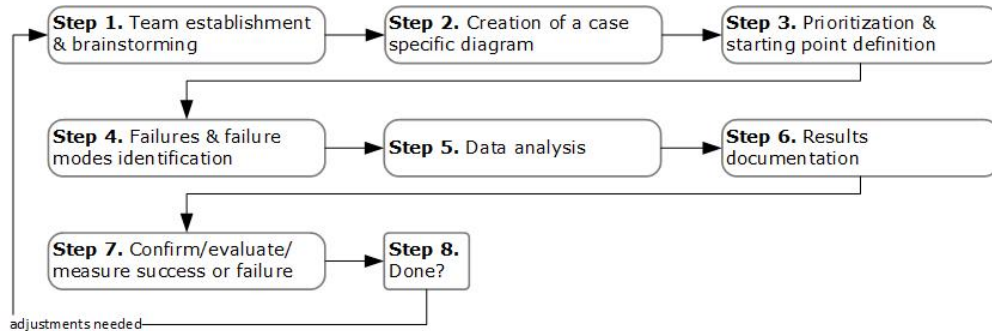 Step 1. Team establishment
& brainstorming
Step 2. Creation of a case
specific diagram
Step 3. Prioritization &
starting point definition
Step 4. Failures & failure
modes identification
Step 5. Data analysis
Step 6. Results
documentation
Step 7. Confirm/evaluate/
measure success or failure
Step 8.
Done?
adjustments needed